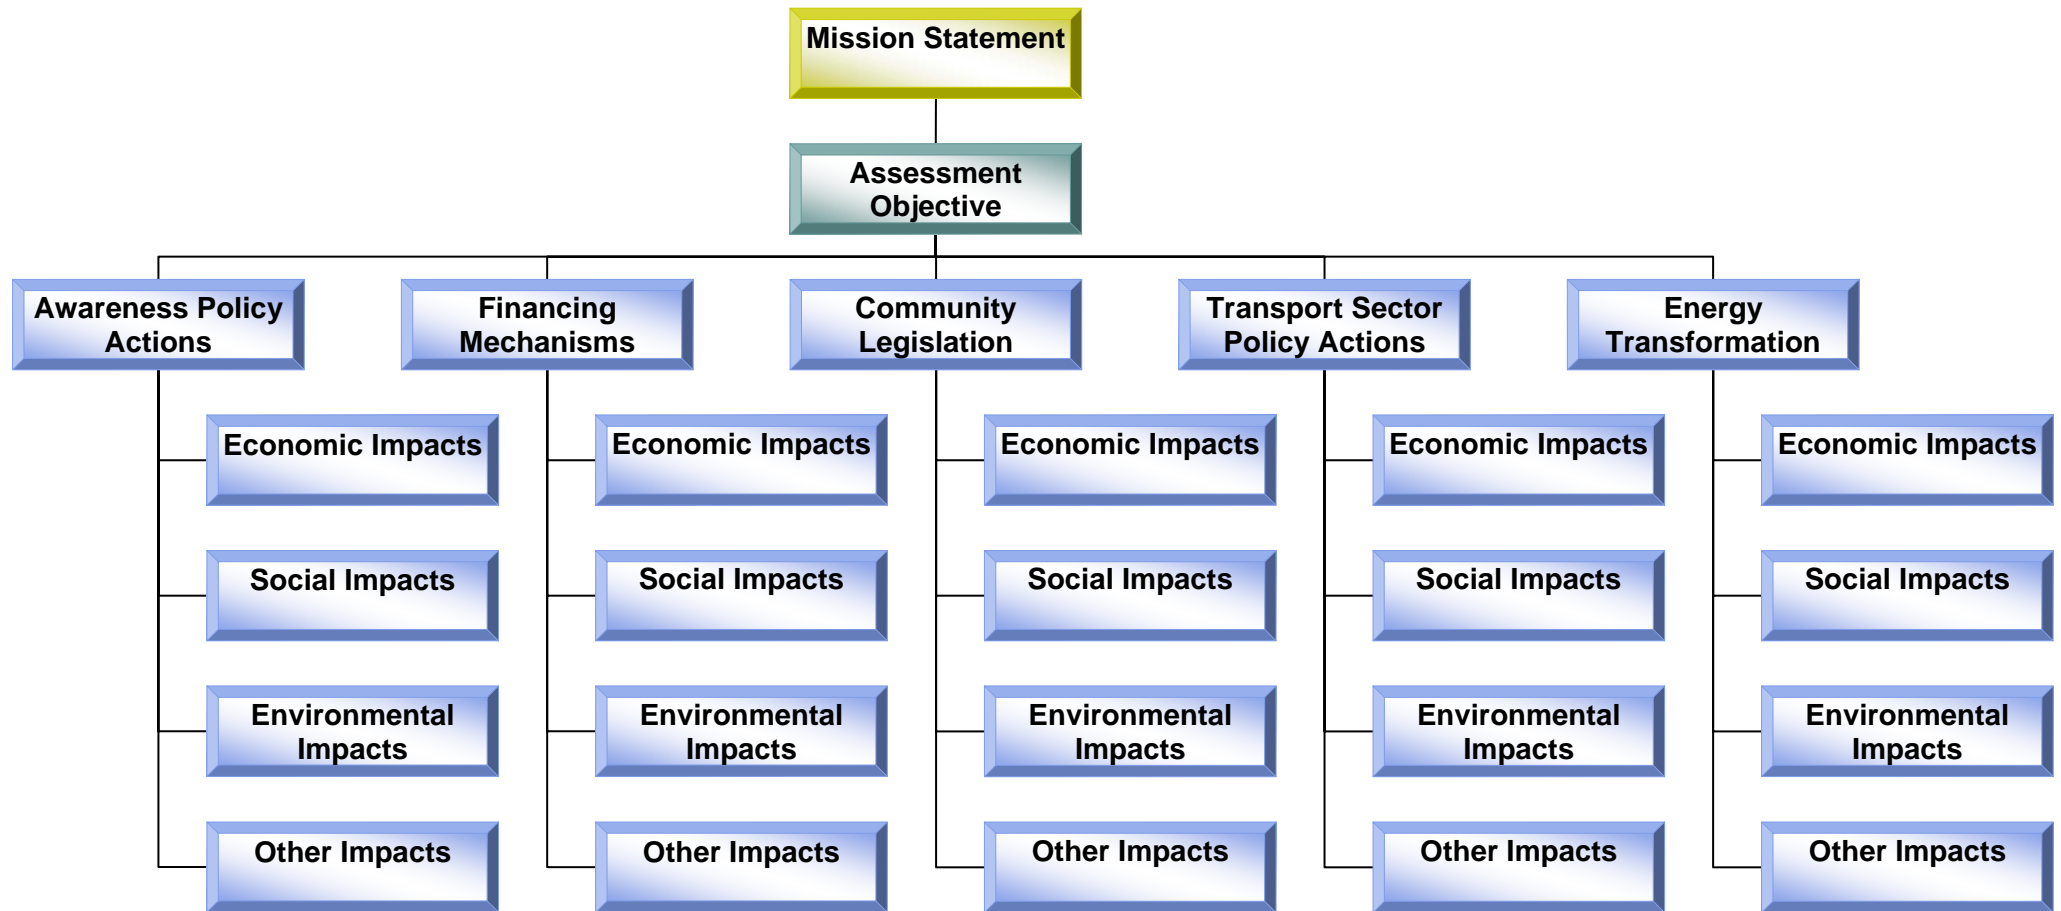 Mission Statement
Assessment
Objective
Awareness Policy
Actions
Financing
Mechanisms
Community
Legislation
Transport Sector
Policy Actions
Energy
Transformation
Economic Impacts
Economic Impacts
Economic Impacts
Economic Impacts
Economic Impacts
Social Impacts
Social Impacts
Social Impacts
Social Impacts
Social Impacts
Environmental
Impacts
Environmental
Impacts
Environmental
Impacts
Environmental
Impacts
Environmental
Impacts
Other Impacts
Other Impacts
Other Impacts
Other Impacts
Other Impacts